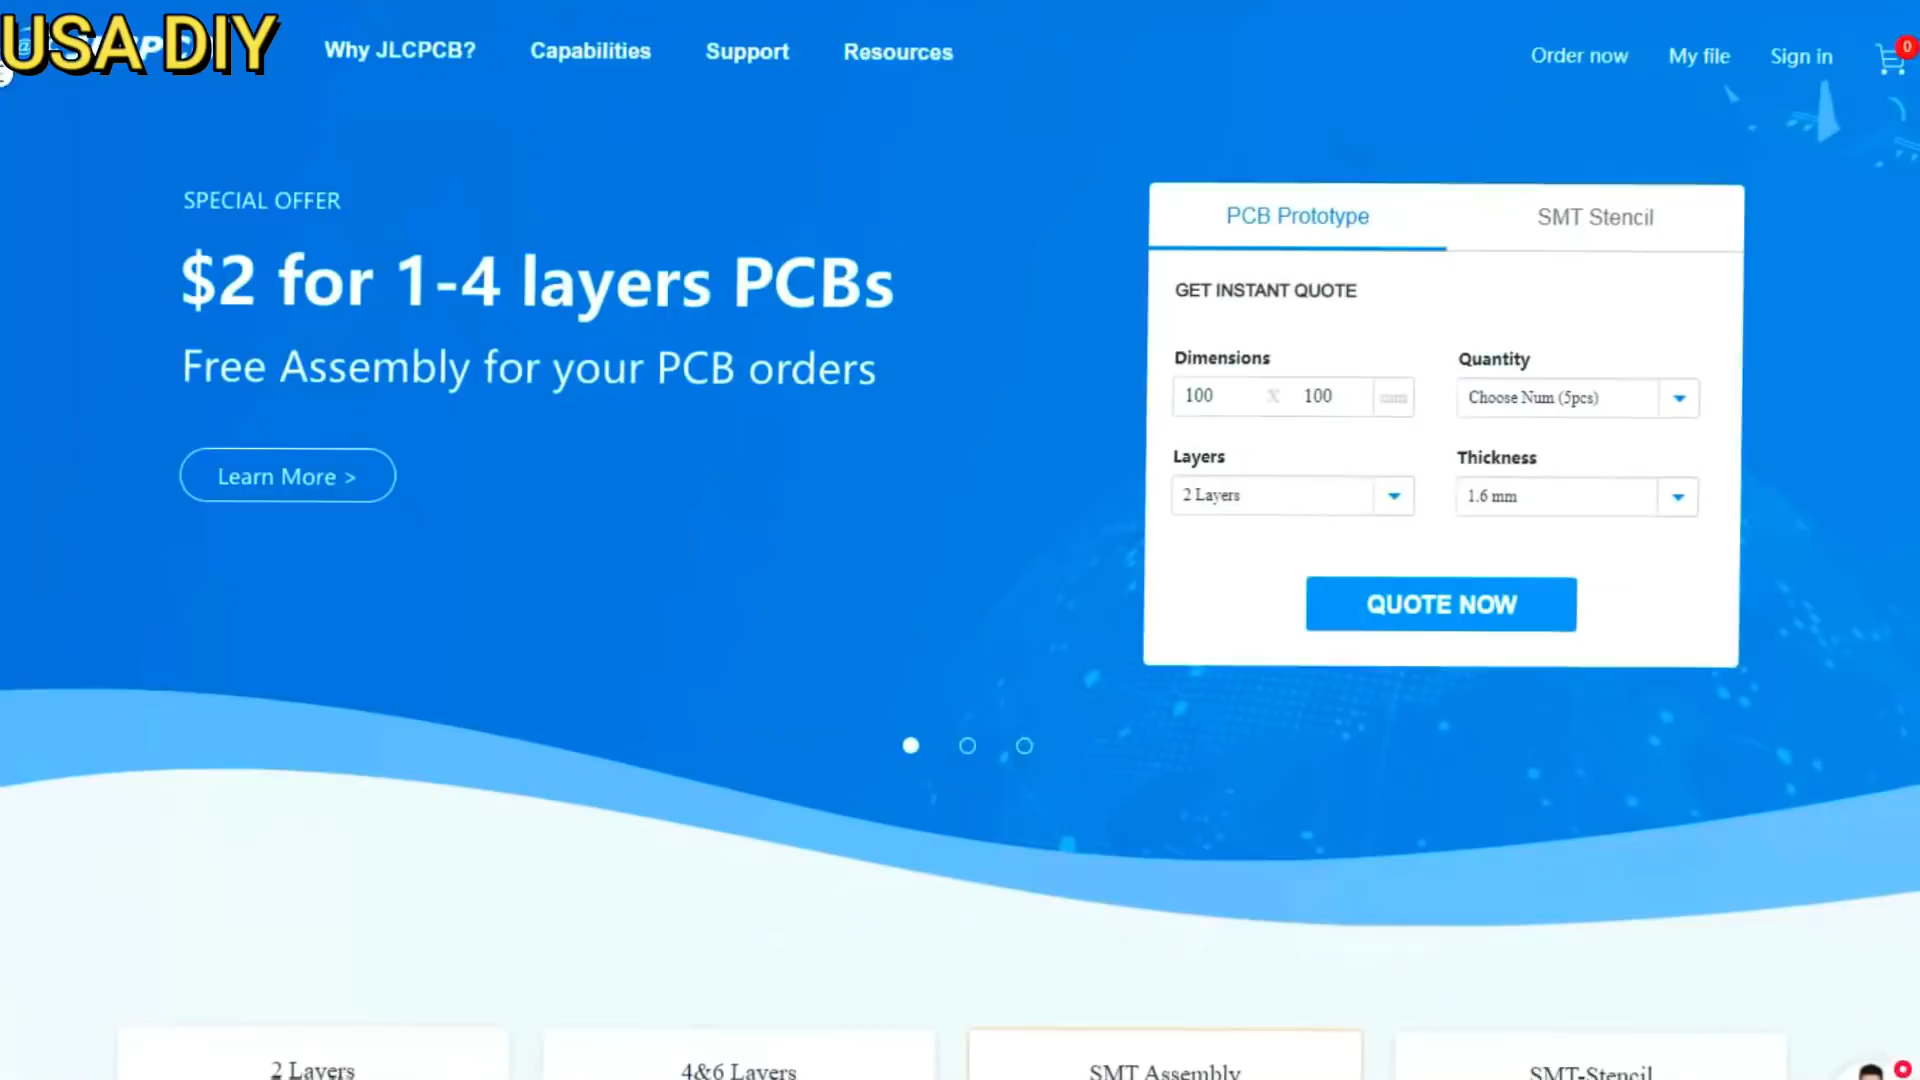 USA DIY
Why JLCPCB?
Capabilities
Support
Resources
Order now
My file
Sign in
0
SPECIAL OFFER
$2 for 1-4 layers PCBs
Free Assembly for your PCB orders
Learn More >
PCB Prototype
SMT Stencil
GET INSTANT QUOTE
Dimensions
Quantity
100 X 100
Choose Num (5pcs)
Layers
Thickness
2 Layers
1.6 mm
QUOTE NOW
2 Layers
4&6 Layers
SMT Assembly
SMT-Stencil